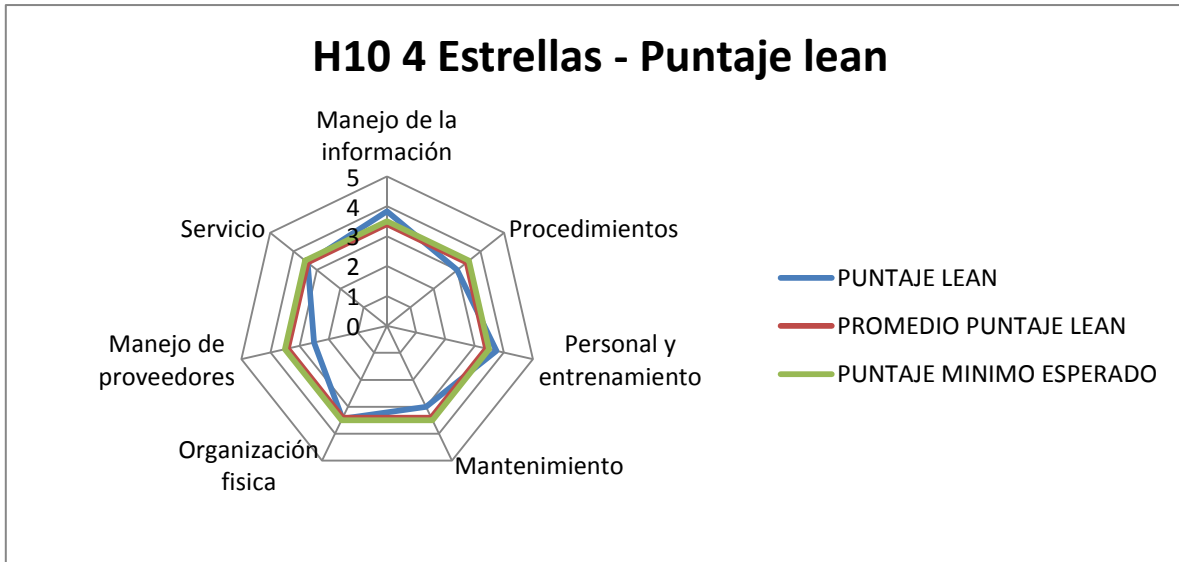 H10 4 Estrellas - Puntaje lean
Manejo de la
información
Procedimientos
Personal y
entrenamiento
Mantenimiento
Organización
fisica
Manejo de
proveedores
Servicio
5
4
3
2
1
0
PUNTAJE LEAN
PROMEDIO PUNTAJE LEAN
PUNTAJE MINIMO ESPERADO